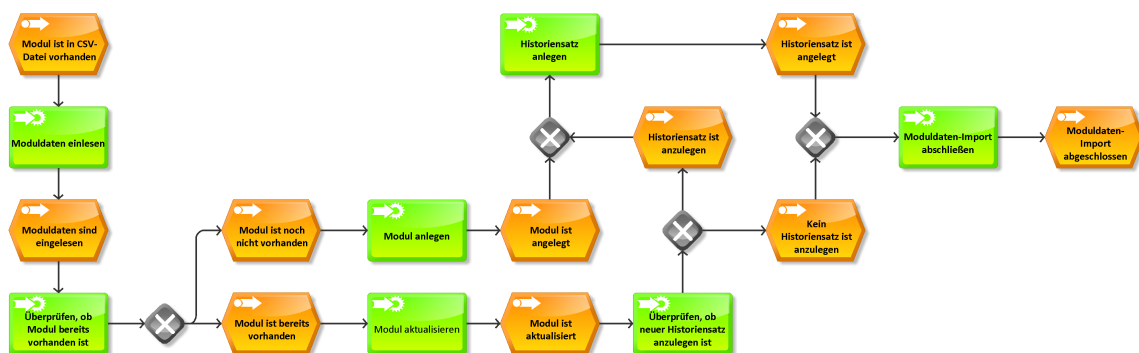 Modul ist in CSV-
Datei vorhanden
Moduldaten einlesen
Moduldaten sind
eingelesen
Überprüfen, ob
Modul bereits
vorhanden ist
Modul ist noch
nicht vorhanden
Modul anlegen
Modul ist
angelegt
Modul ist bereits
vorhanden
Modul aktualisieren
Modul ist
aktualisiert
Überprüfen, ob
neuer Historiensatz
anzulegen ist
Historiensatz ist
anzulegen
Kein
Historiensatz ist
anzulegen
Historiensatz
anlegen
Historiensatz ist
angelegt
Moduldaten-Import
abschließen
Moduldaten-
Import
abgeschlossen